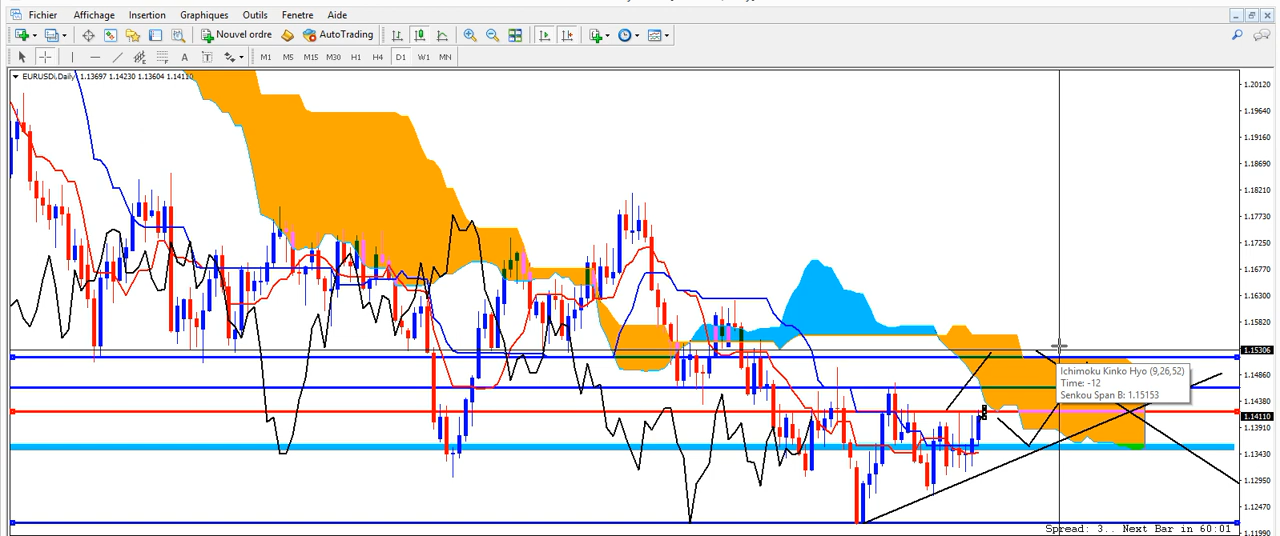 Fichier Affichage Insertion Graphiques Outils Fenetre Aide
Nouvel ordre AutoTrading
A T M1 M5 M15 M30 H1 H4 D1 W1 MN
EURUSDi,Daily 1.13697 1.14230 1.13604 1.14110
1.20120
1.19640
1.19160
1.18690
1.18210
1.17730
1.17250
1.16770
1.16300
1.15820
1.15306
1.14860
1.14380
1.14110
1.13910
1.13430
1.12950
1.12470
1.11990
Ichimoku Kinko Hyo (9,26,52)
Time: -12
Senkou Span B: 1.15153
Spread: 3.. Next Bar in 60:01